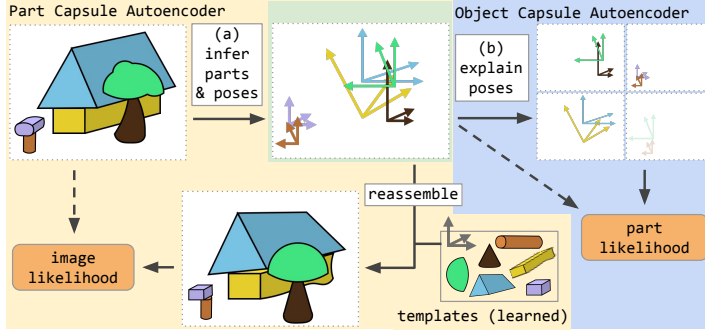 Part Capsule Autoencoder
Object Capsule Autoencoder
(a)
infer
parts
& poses
(b)
explain
poses
reassemble
image
likelihood
part
likelihood
templates (learned)